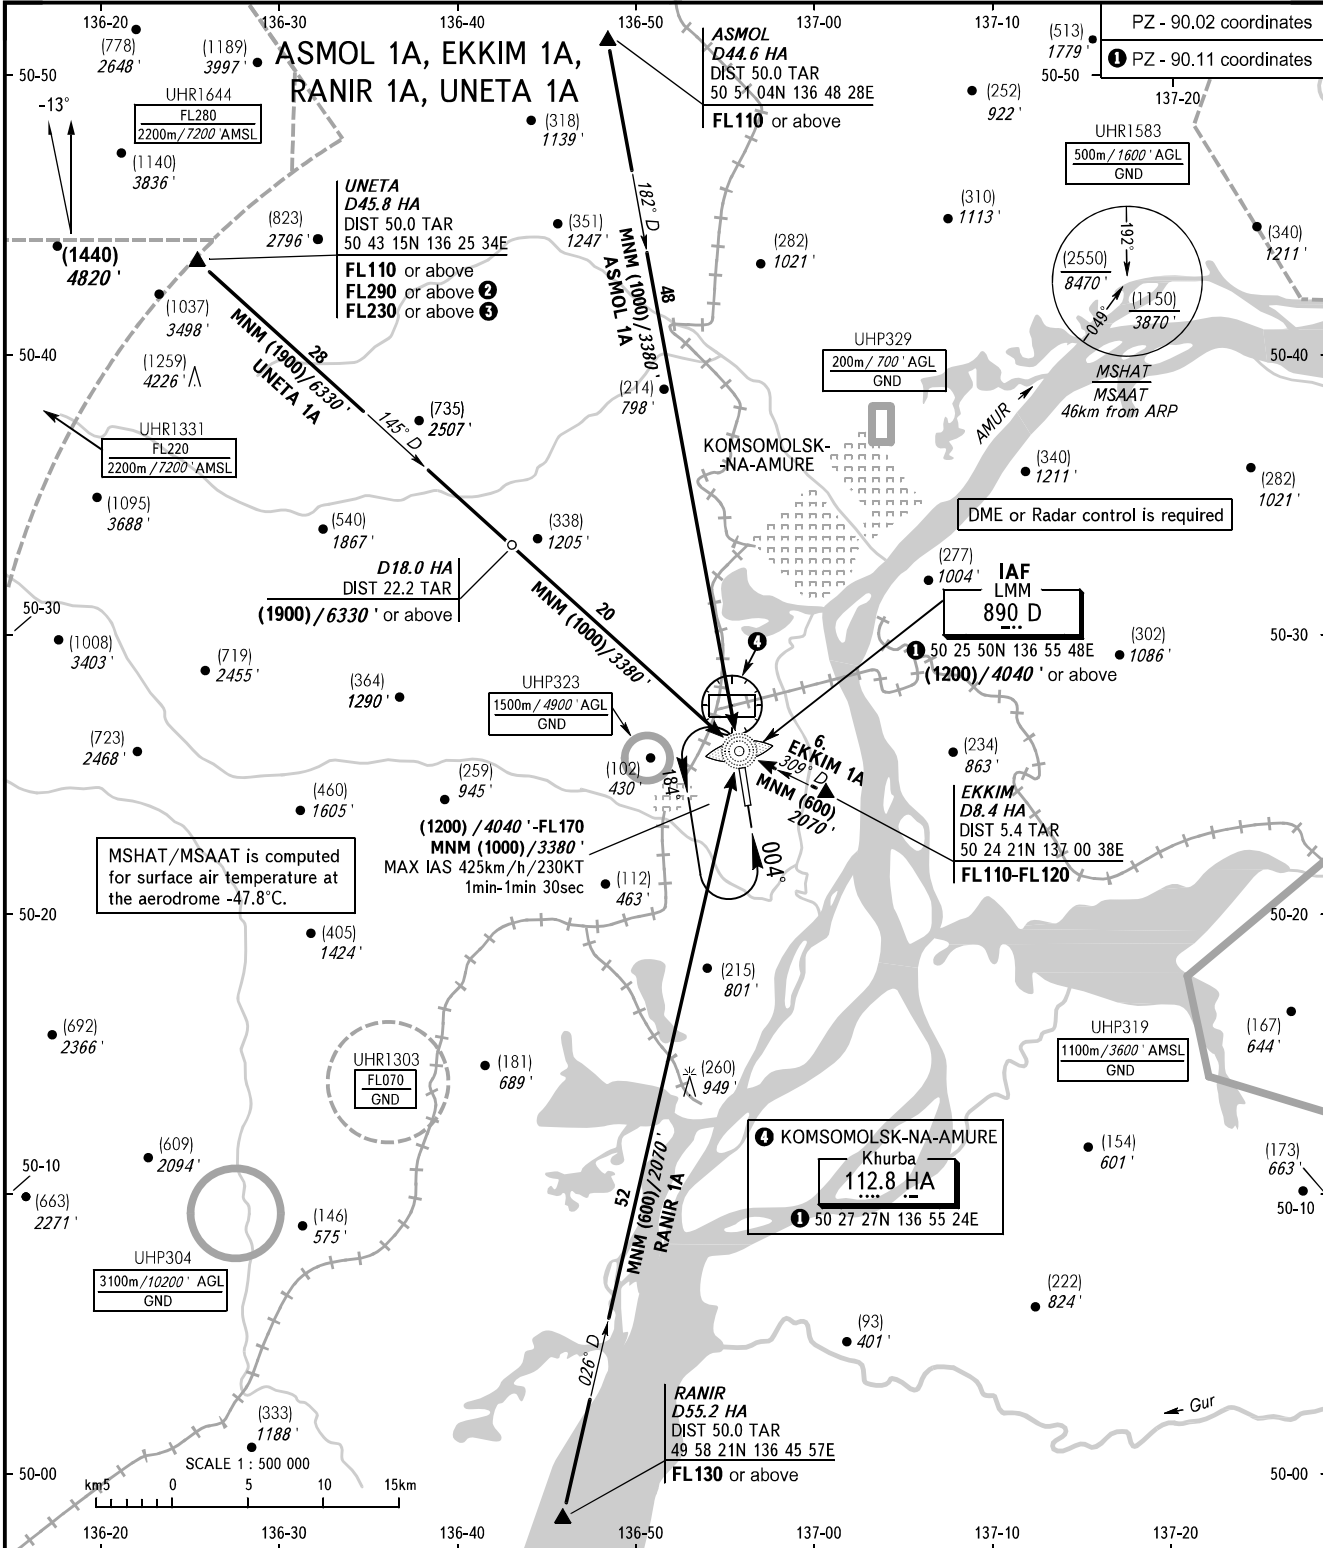 136-20
136-30
136-40
136-50
137-00
137-10
137-20
PZ - 90.02 coordinates
❶ PZ - 90.11 coordinates
ASMOL 1A, EKKIM 1A,
RANIR 1A, UNETA 1A
(778)
2648'
(1189)
3997'
50-50
-13°
UHR1644
FL280
2200m/7200' AMSL
(1140)
3836'
(318)
1139'
ASMOL
D44.6 HA
DIST 50.0 TAR
50 51 04N 136 48 28E
FL110 or above
(513)
1779'
50-50
(252)
922'
UHR1583
500m/1600' AGL
GND
UNETA
D45.8 HA
DIST 50.0 TAR
50 43 15N 136 25 34E
FL110 or above
FL290 or above ❷
FL230 or above ❸
(823)
2796'
(351)
1247'
(310)
1113'
(282)
1021'
(340)
1211'
(1440)
4820'
(1037)
3498'
(1259)
4226'
182° D
MNM (1000)/3380'
ASMOL 1A
48
192°
(2550)
8470'
(1150)
3870'
049°
MSHAT
MSAAT
46km from ARP
50-40
50-40
28
MNM (1900)/6330'
UNETA 1A
145° D
UHP329
200m/700' AGL
GND
(214)
798'
(735)
2507'
UHR1331
FL220
2200m/7200' AMSL
KOMSOMOLSK-
-NA-AMURE
AMUR
(340)
1211'
(282)
1021'
(1095)
3688'
(540)
1867'
(338)
1205'
DME or Radar control is required
D18.0 HA
DIST 22.2 TAR
(1900)/6330' or above
(277)
1004'
IAF
LMM
890 D
❶ 50 25 50N 136 55 48E
(1200)/4040' or above
50-30
50-30
(1008)
3403'
(719)
2455'
20
MNM (1000)/3380'
(302)
1086'
❹
(364)
1290'
UHP323
1500m/4900' AGL
GND
(723)
2468'
(102)
430'
184°
6.
EKKIM 1A
309° D
MNM (600)
2070'
(234)
863'
(460)
1605'
(259)
945'
EKKIM
D8.4 HA
DIST 5.4 TAR
50 24 21N 137 00 38E
FL110-FL120
(1200)/4040'-FL170
MNM (1000)/3380'
MAX IAS 425km/h/230KT
1min-1min 30sec
004°
MSHAT/MSAAT is computed
for surface air temperature at
the aerodrome -47.8°C.
(112)
463'
50-20
50-20
(405)
1424'
(215)
801'
(692)
2366'
UHR1303
FL070
GND
(181)
689'
(260)
949'
UHP319
1100m/3600' AMSL
GND
(167)
644'
❹ KOMSOMOLSK-NA-AMURE
Khurba
112.8 HA
❶ 50 27 27N 136 55 24E
(609)
2094'
(154)
601'
(173)
663'
50-10
50-10
(663)
2271'
(146)
575'
52
MNM (600)/2070'
RANIR 1A
UHP304
3100m/10200' AGL
GND
(222)
824'
(93)
401'
026° D
RANIR
D55.2 HA
DIST 50.0 TAR
49 58 21N 136 45 57E
FL130 or above
Gur
(333)
1188'
SCALE 1 : 500 000
km5 0 5 10 15km
50-00
50-00
136-20
136-30
136-40
136-50
137-00
137-10
137-20